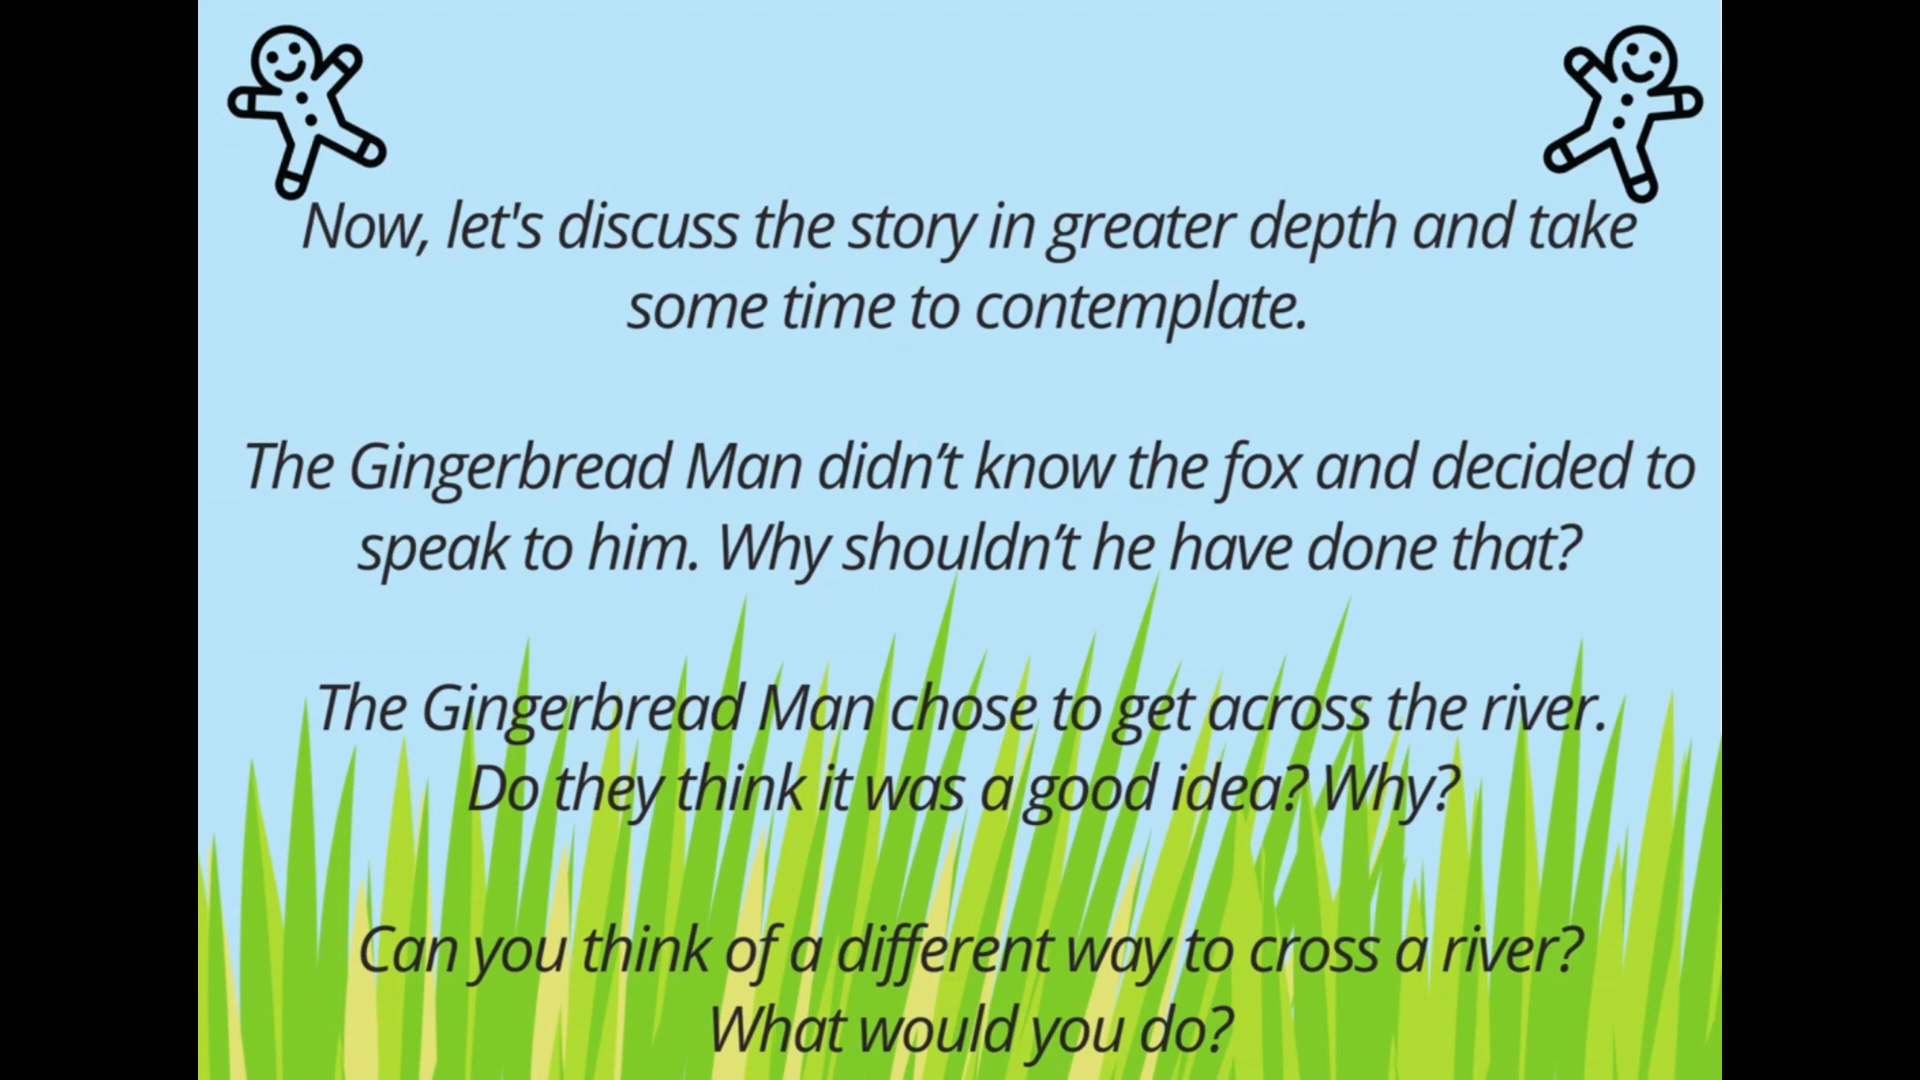 Now, let's discuss the story in greater depth and take
some time to contemplate.
The Gingerbread Man didn’t know the fox and decided to
speak to him. Why shouldn’t he have done that?
The Gingerbread Man chose to get across the river.
Do they think it was a good idea? Why?
Can you think of a different way to cross a river?
What would you do?